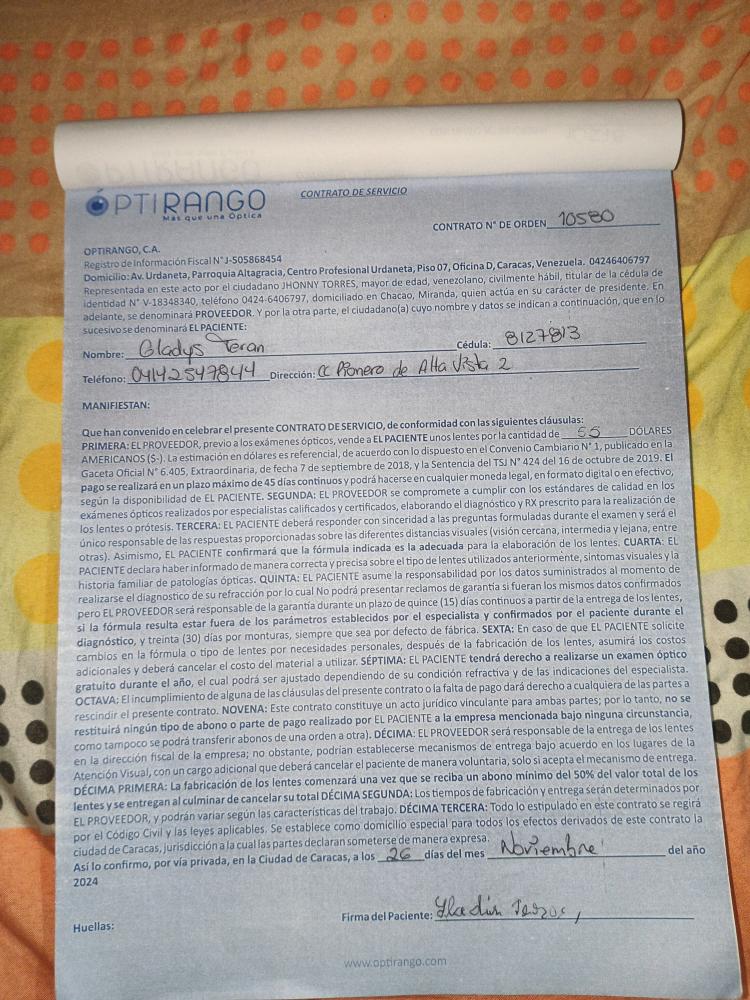 ÓPTIRANGO
Más que una Óptica
CONTRATO DE SERVICIO
CONTRATO N° DE ORDEN 10580
OPTIRANGO, C.A.
Registro de Información Fiscal N° J-505868454
Domicilio: Av. Urdaneta, Parroquia Altagracia, Centro Profesional Urdaneta, Piso 07, Oficina D, Caracas, Venezuela. 04246406797
Representada en este acto por el ciudadano JHONNY TORRES, mayor de edad, venezolano, civilmente hábil, titular de la cédula de
identidad N° V-18348340, teléfono 0424-6406797, domiciliado en Chacao, Miranda, quien actúa en su carácter de presidente. En
adelante, se denominará PROVEEDOR. Y por la otra parte, el ciudadano(a) cuyo nombre y datos se indican a continuación, que en lo
sucesivo se denominará EL PACIENTE:
Nombre: Gladys Teran Cédula: 8127813
Teléfono: 04142547844 Dirección: CC Pionero de Alta Vista 2
MANIFIESTAN:
Que han convenido en celebrar el presente CONTRATO DE SERVICIO, de conformidad con las siguientes cláusulas:
PRIMERA: EL PROVEEDOR, previo a los exámenes ópticos, vende a EL PACIENTE unos lentes por la cantidad de 55 DÓLARES
AMERICANOS ($-). La estimación en dólares es referencial, de acuerdo con lo dispuesto en el Convenio Cambiario N° 1, publicado en la
Gaceta Oficial N° 6.405, Extraordinaria, de fecha 7 de septiembre de 2018, y la Sentencia del TSJ N° 424 del 16 de octubre de 2019. El
pago se realizará en un plazo máximo de 45 días continuos y podrá hacerse en cualquier moneda legal, en formato digital o en efectivo,
según la disponibilidad de EL PACIENTE. SEGUNDA: EL PROVEEDOR se compromete a cumplir con los estándares de calidad en los
exámenes ópticos realizados por especialistas calificados y certificados, elaborando el diagnóstico y RX prescrito para la realización de
los lentes o prótesis. TERCERA: EL PACIENTE deberá responder con sinceridad a las preguntas formuladas durante el examen y será el
único responsable de las respuestas proporcionadas sobre las diferentes distancias visuales (visión cercana, intermedia y lejana, entre
otras). Asimismo, EL PACIENTE confirmará que la fórmula indicada es la adecuada para la elaboración de los lentes. CUARTA: EL
PACIENTE declara haber informado de manera correcta y precisa sobre el tipo de lentes utilizados anteriormente, síntomas visuales y la
historia familiar de patologías ópticas. QUINTA: EL PACIENTE asume la responsabilidad por los datos suministrados al momento de
realizarse el diagnostico de su refracción por lo cual No podrá presentar reclamos de garantía si fueran los mismos datos confirmados
pero EL PROVEEDOR será responsable de la garantía durante un plazo de quince (15) días continuos a partir de la entrega de los lentes,
si la fórmula resulta estar fuera de los parámetros establecidos por el especialista y confirmados por el paciente durante el
diagnóstico, y treinta (30) días por monturas, siempre que sea por defecto de fábrica. SEXTA: En caso de que EL PACIENTE solicite
cambios en la fórmula o tipo de lentes por necesidades personales, después de la fabricación de los lentes, asumirá los costos
adicionales y deberá cancelar el costo del material a utilizar. SÉPTIMA: EL PACIENTE tendrá derecho a realizarse un examen óptico
gratuito durante el año, el cual podrá ser ajustado dependiendo de su condición refractiva y de las indicaciones del especialista.
OCTAVA: El incumplimiento de alguna de las cláusulas del presente contrato o la falta de pago dará derecho a cualquiera de las partes a
rescindir el presente contrato. NOVENA: Este contrato constituye un acto jurídico vinculante para ambas partes; por lo tanto, no se
restituirá ningún tipo de abono o parte de pago realizado por EL PACIENTE a la empresa mencionada bajo ninguna circunstancia,
como tampoco se podrá transferir abonos de una orden a otra). DÉCIMA: EL PROVEEDOR será responsable de la entrega de los lentes
en la dirección fiscal de la empresa; no obstante, podrían establecerse mecanismos de entrega bajo acuerdo en los lugares de la
Atención Visual, con un cargo adicional que deberá cancelar el paciente de manera voluntaria, solo si acepta el mecanismo de entrega.
DÉCIMA PRIMERA: La fabricación de los lentes comenzará una vez que se reciba un abono mínimo del 50% del valor total de los
lentes y se entregan al culminar de cancelar su total DÉCIMA SEGUNDA: Los tiempos de fabricación y entrega serán determinados por
EL PROVEEDOR, y podrán variar según las características del trabajo. DÉCIMA TERCERA: Todo lo estipulado en este contrato se regirá
por el Código Civil y las leyes aplicables. Se establece como domicilio especial para todos los efectos derivados de este contrato la
ciudad de Caracas, jurisdicción a la cual las partes declaran someterse de manera expresa.
Así lo confirmo, por vía privada, en la Ciudad de Caracas, a los 26 días del mes Noviembre del año
2024
Huellas: Firma del Paciente:
www.optirango.com